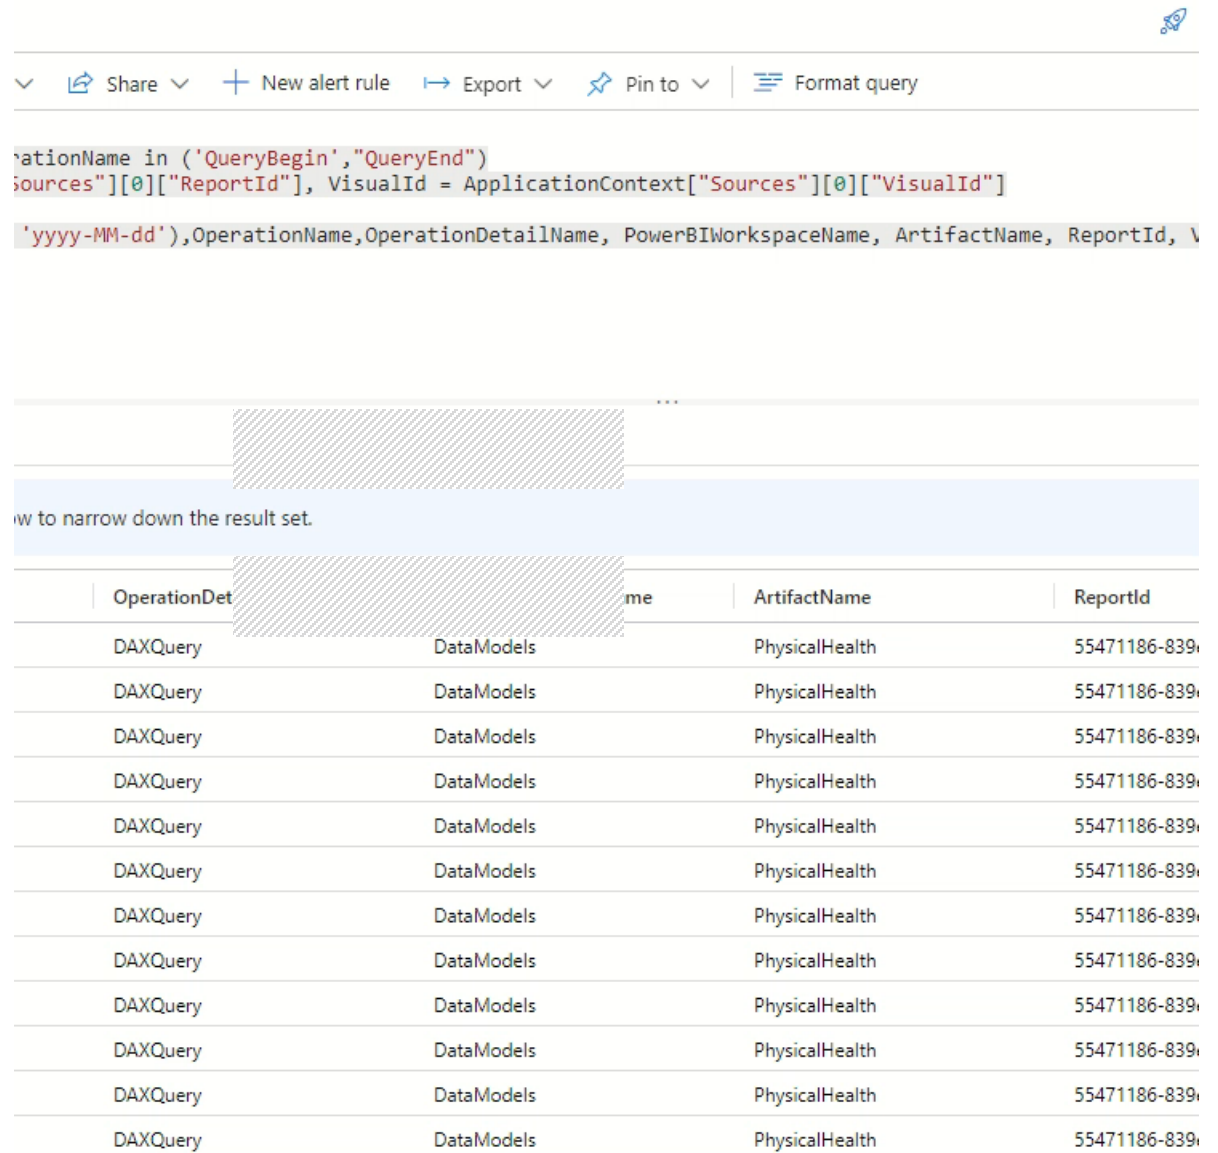 Share New alert rule Export Pin to Format query
rationName in ('QueryBegin',"QueryEnd")
Sources"][0]["ReportId"], VisualId = ApplicationContext["Sources"][0]["VisualId"]
'yyyy-MM-dd'),OperationName,OperationDetailName, PowerBIWorkspaceName, ArtifactName, ReportId, V
...
ow to narrow down the result set.
OperationDet me ArtifactName ReportId
DAXQuery DataModels PhysicalHealth 55471186-839
DAXQuery DataModels PhysicalHealth 55471186-839
DAXQuery DataModels PhysicalHealth 55471186-839
DAXQuery DataModels PhysicalHealth 55471186-839
DAXQuery DataModels PhysicalHealth 55471186-839
DAXQuery DataModels PhysicalHealth 55471186-839
DAXQuery DataModels PhysicalHealth 55471186-839
DAXQuery DataModels PhysicalHealth 55471186-839
DAXQuery DataModels PhysicalHealth 55471186-839
DAXQuery DataModels PhysicalHealth 55471186-839
DAXQuery DataModels PhysicalHealth 55471186-839
DAXQuery DataModels PhysicalHealth 55471186-839